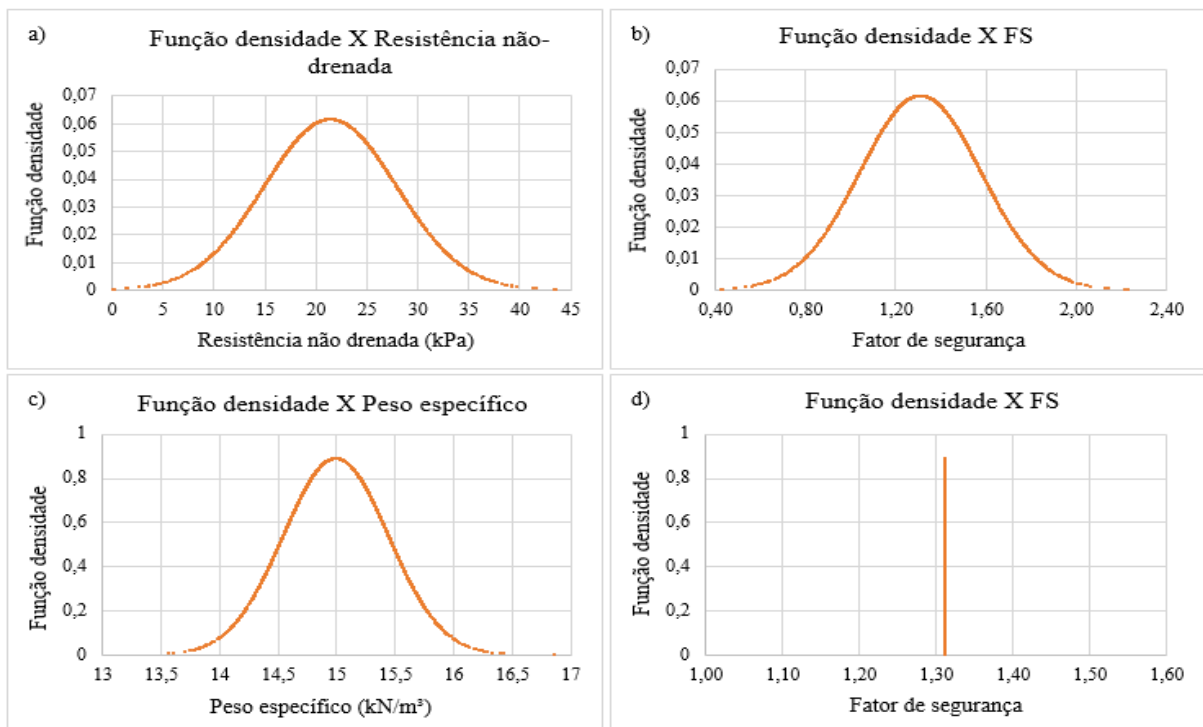 a)
Função densidade X Resistência não-
drenada
Função densidade
0,07
0,06
0,05
0,04
0,03
0,02
0,01
0
0 5 10 15 20 25 30 35 40 45
Resistência não drenada (kPa)
b)
Função densidade X FS
Função densidade
0,07
0,06
0,05
0,04
0,03
0,02
0,01
0
0,40 0,80 1,20 1,60 2,00 2,40
Fator de segurança
c)
Função densidade X Peso específico
Função densidade
1
0,8
0,6
0,4
0,2
0
13 13,5 14 14,5 15 15,5 16 16,5 17
Peso específico (kN/m³)
d)
Função densidade X FS
Função densidade
1
0,8
0,6
0,4
0,2
0
1,00 1,10 1,20 1,30 1,40 1,50 1,60
Fator de segurança